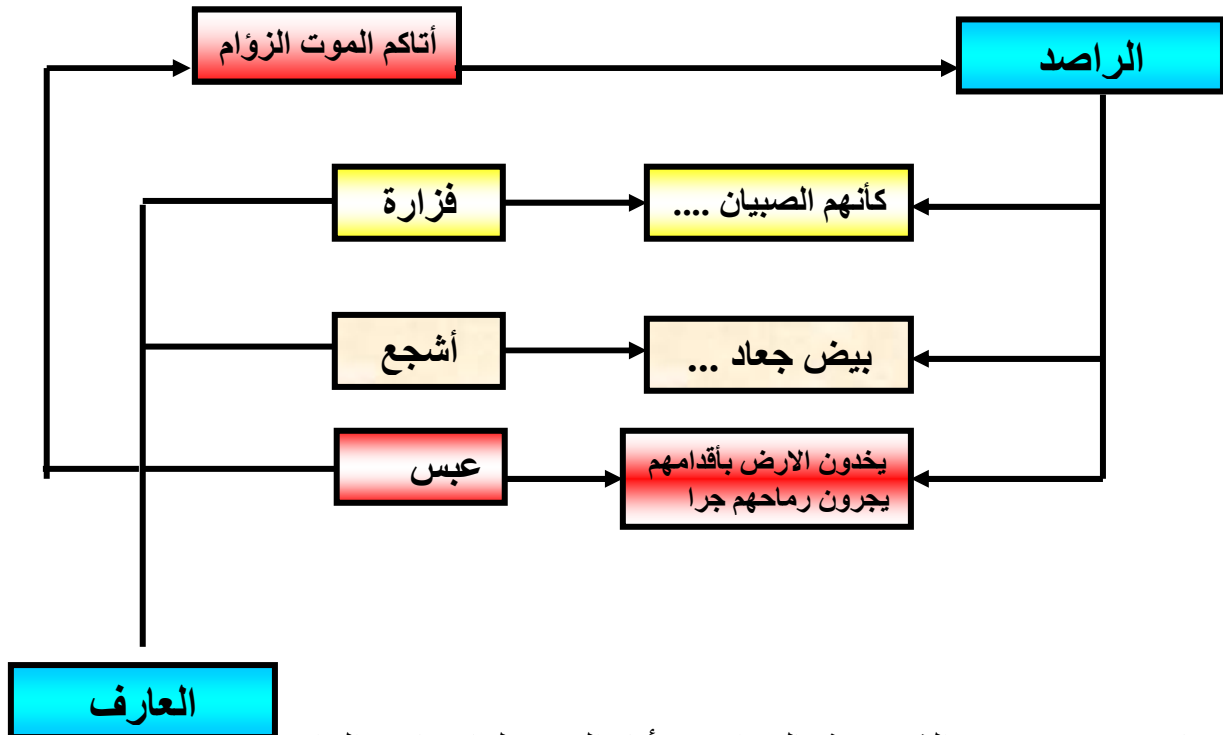 أتاكم الموت الزؤام
الراصد
فزارة
كأنهم الصبيان ....
أشجع
بيض جعاد ...
عبس
يخدون الارض بأقدامهم
يجرون رماحهم جرا
العارف